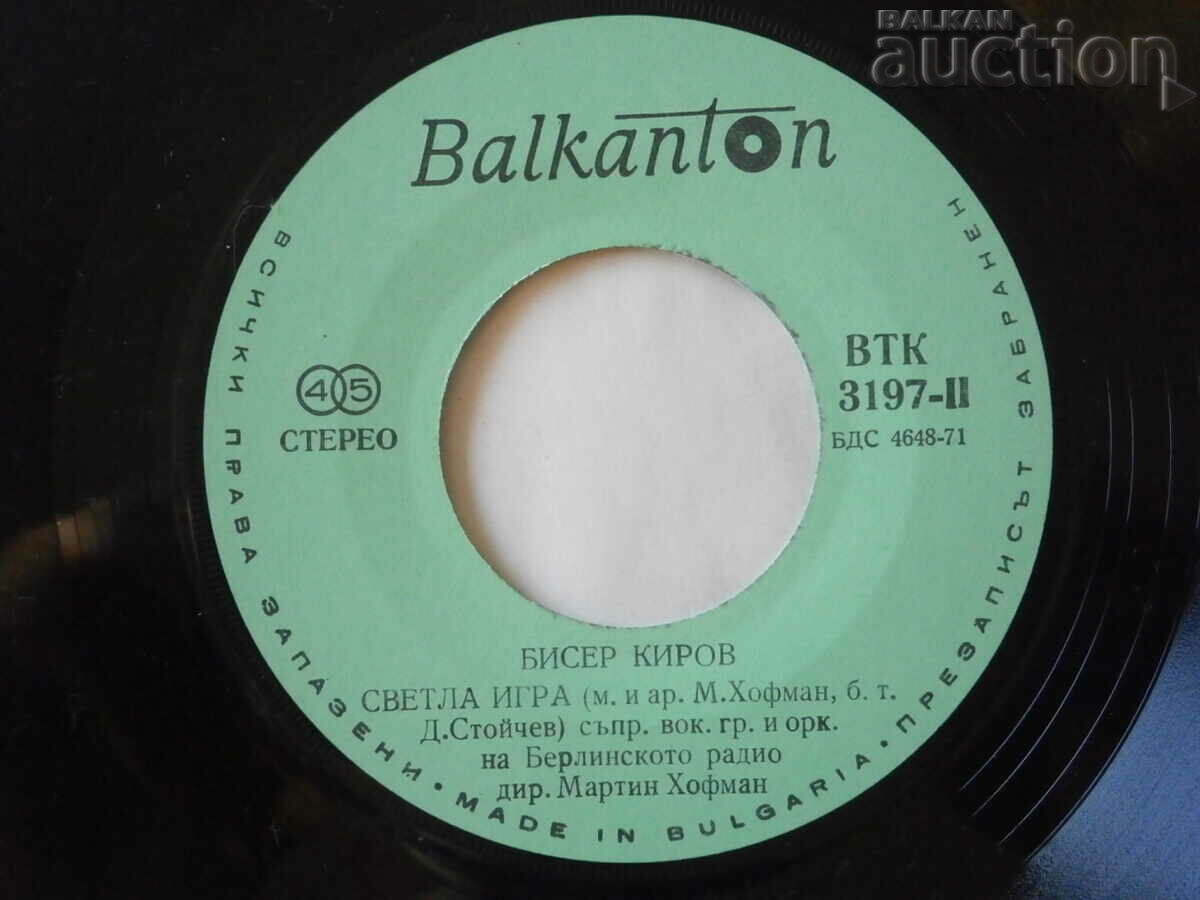 BALKAN
auction
Balkanton
45
СТЕРЕО
ВТК
3197-II
БДС 4648-71
БИСЕР КИРОВ
СВЕТЛА ИГРА (м. и ар. М.Хофман, б. т.
Д.Стойчев) съпр. вок. гр. и орк.
на Берлинското радио
дир. Мартин Хофман
ВСИЧКИ ПРАВА ЗАПАЗЕНИ • MADE IN BULGARIA • ПРЕЗАПИСЪТ ЗАБРАНЕН